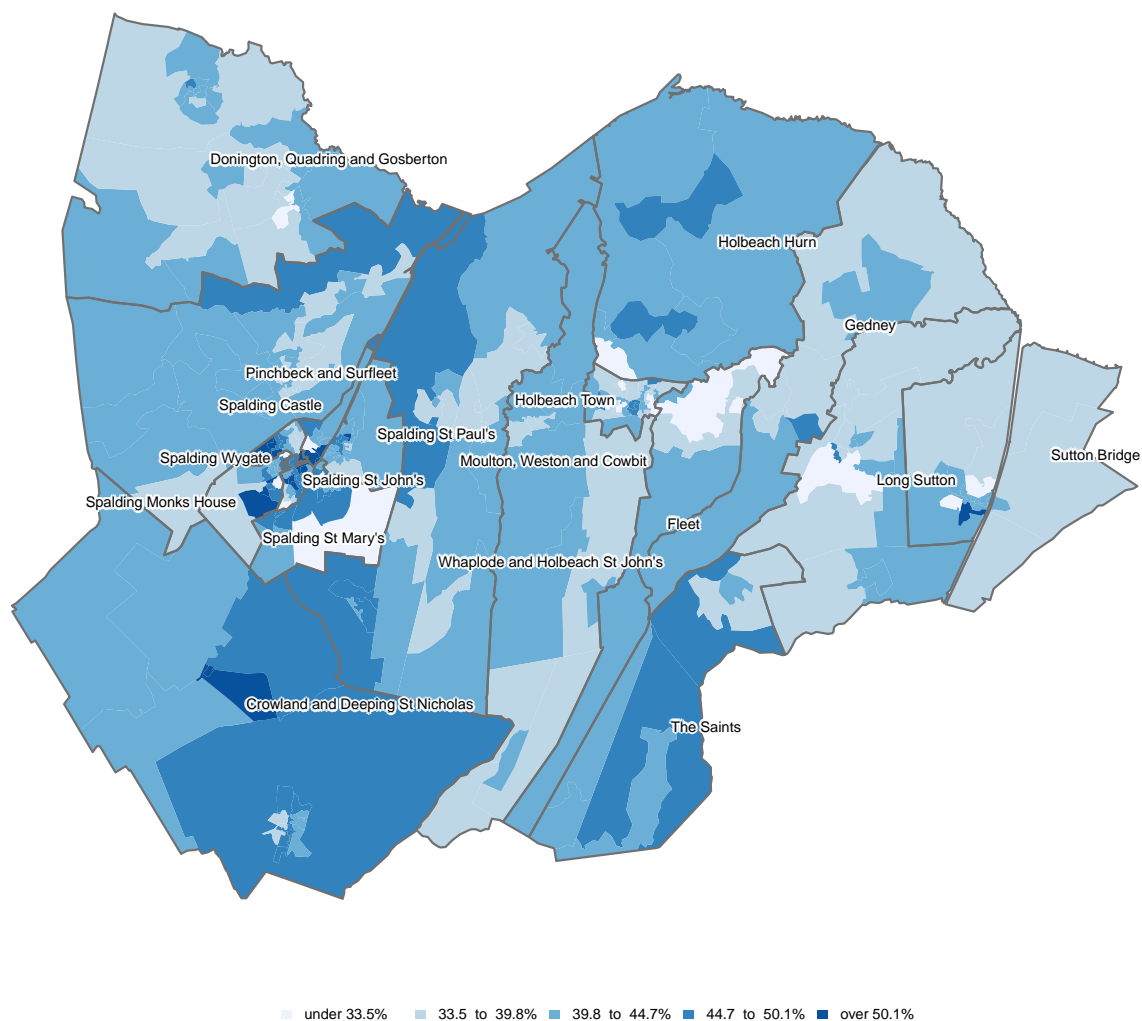 Donington, Quadring and Gosberton
Holbeach Hurn
Gedney
Pinchbeck and Surfleet
Holbeach Town
Spalding Castle
Spalding St Paul's
Sutton Bridge
Spalding Wygate
Moulton, Weston and Cowbit
Spalding St John's
Long Sutton
Spalding Monks House
Fleet
Spalding St Mary's
Whaplode and Holbeach St John's
Crowland and Deeping St Nicholas
The Saints
under 33.5% 33.5 to 39.8% 39.8 to 44.7% 44.7 to 50.1% over 50.1%